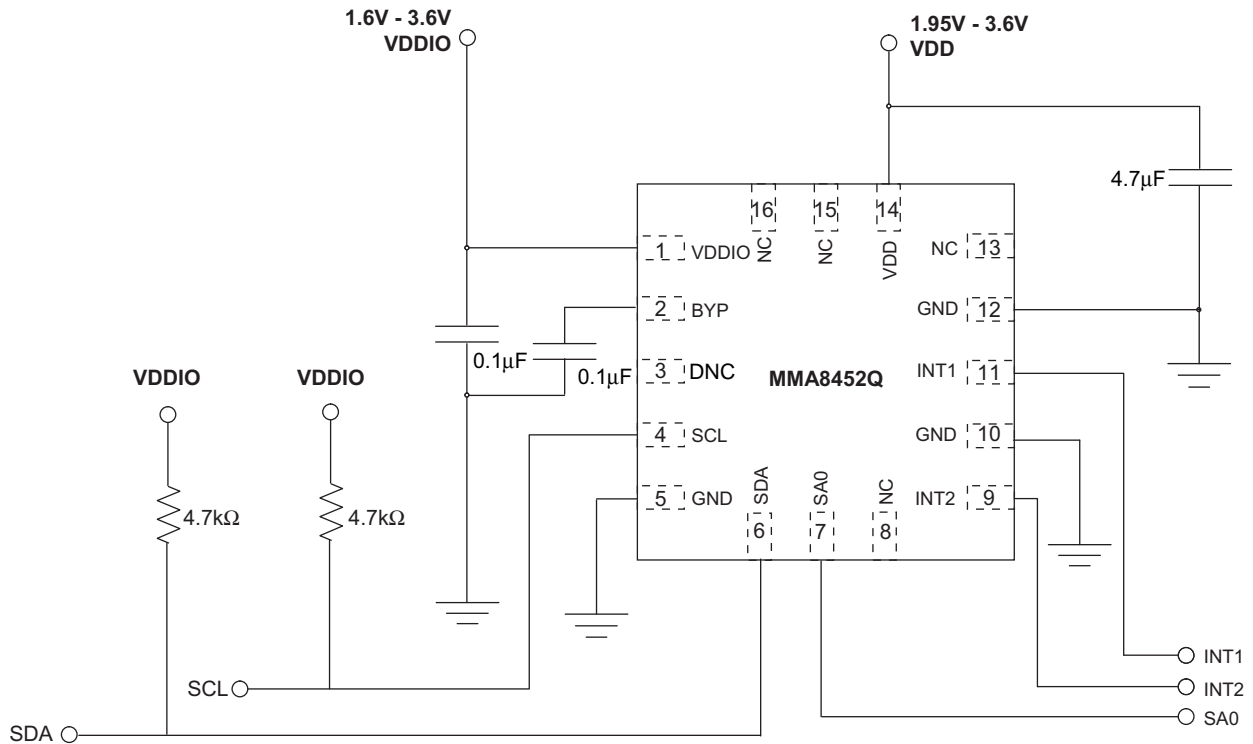 1.6V - 3.6V
VDDIO
1.95V - 3.6V
VDD
4.7μF
16
15
14
NC
NC
VDD
1
VDDIO
NC
13
2
BYP
GND
12
0.1μF
0.1μF
3
DNC
MMA8452Q
INT1
11
VDDIO
VDDIO
4
SCL
GND
10
5
GND
SDA
SA0
NC
INT2
9
6
7
8
4.7kΩ
4.7kΩ
INT1
SCL
INT2
SA0
SDA